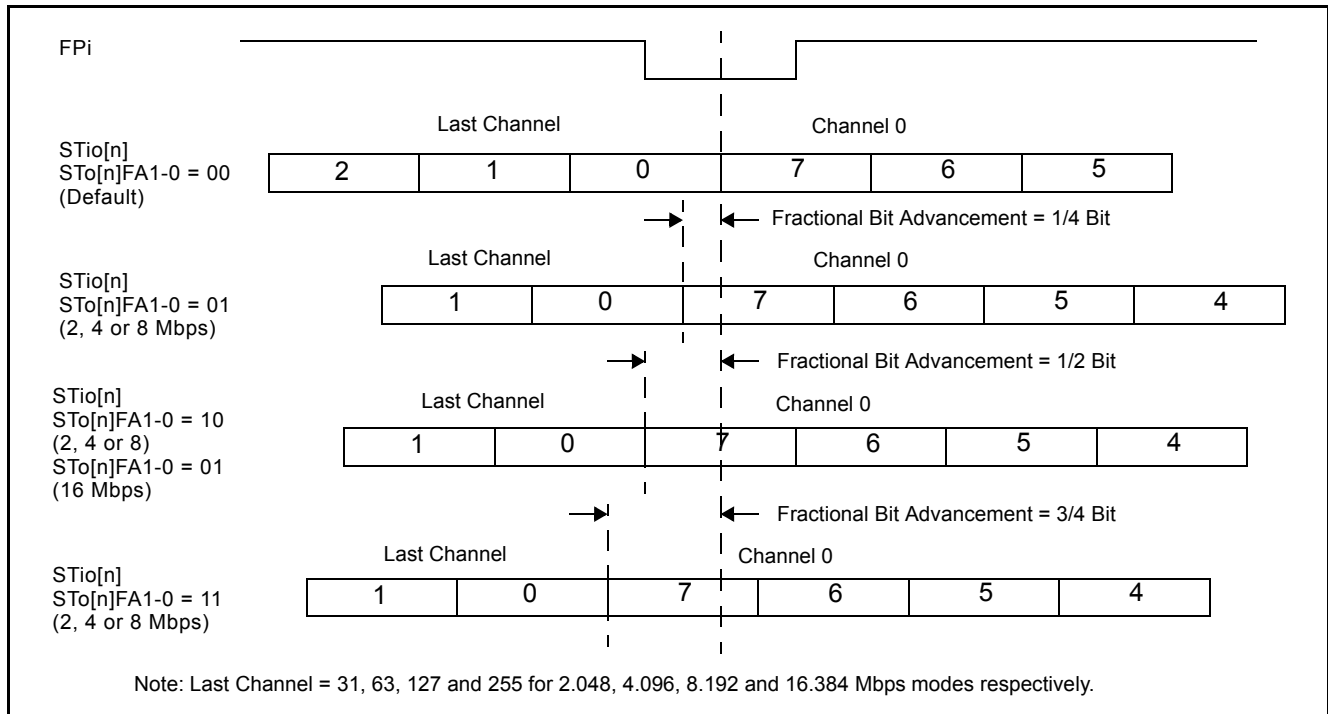 FPi
Last Channel Channel 0
STio[n]
STo[n]FA1-0 = 00
(Default)
2 1 0 7 6 5
Fractional Bit Advancement = 1/4 Bit
Last Channel Channel 0
STio[n]
STo[n]FA1-0 = 01
(2, 4 or 8 Mbps)
1 0 7 6 5 4
Fractional Bit Advancement = 1/2 Bit
STio[n]
STo[n]FA1-0 = 10
(2, 4 or 8)
STo[n]FA1-0 = 01
(16 Mbps)
Last Channel Channel 0
1 0 7 6 5 4
Fractional Bit Advancement = 3/4 Bit
Last Channel Channel 0
STio[n]
STo[n]FA1-0 = 11
(2, 4 or 8 Mbps)
1 0 7 6 5 4
Note: Last Channel = 31, 63, 127 and 255 for 2.048, 4.096, 8.192 and 16.384 Mbps modes respectively.